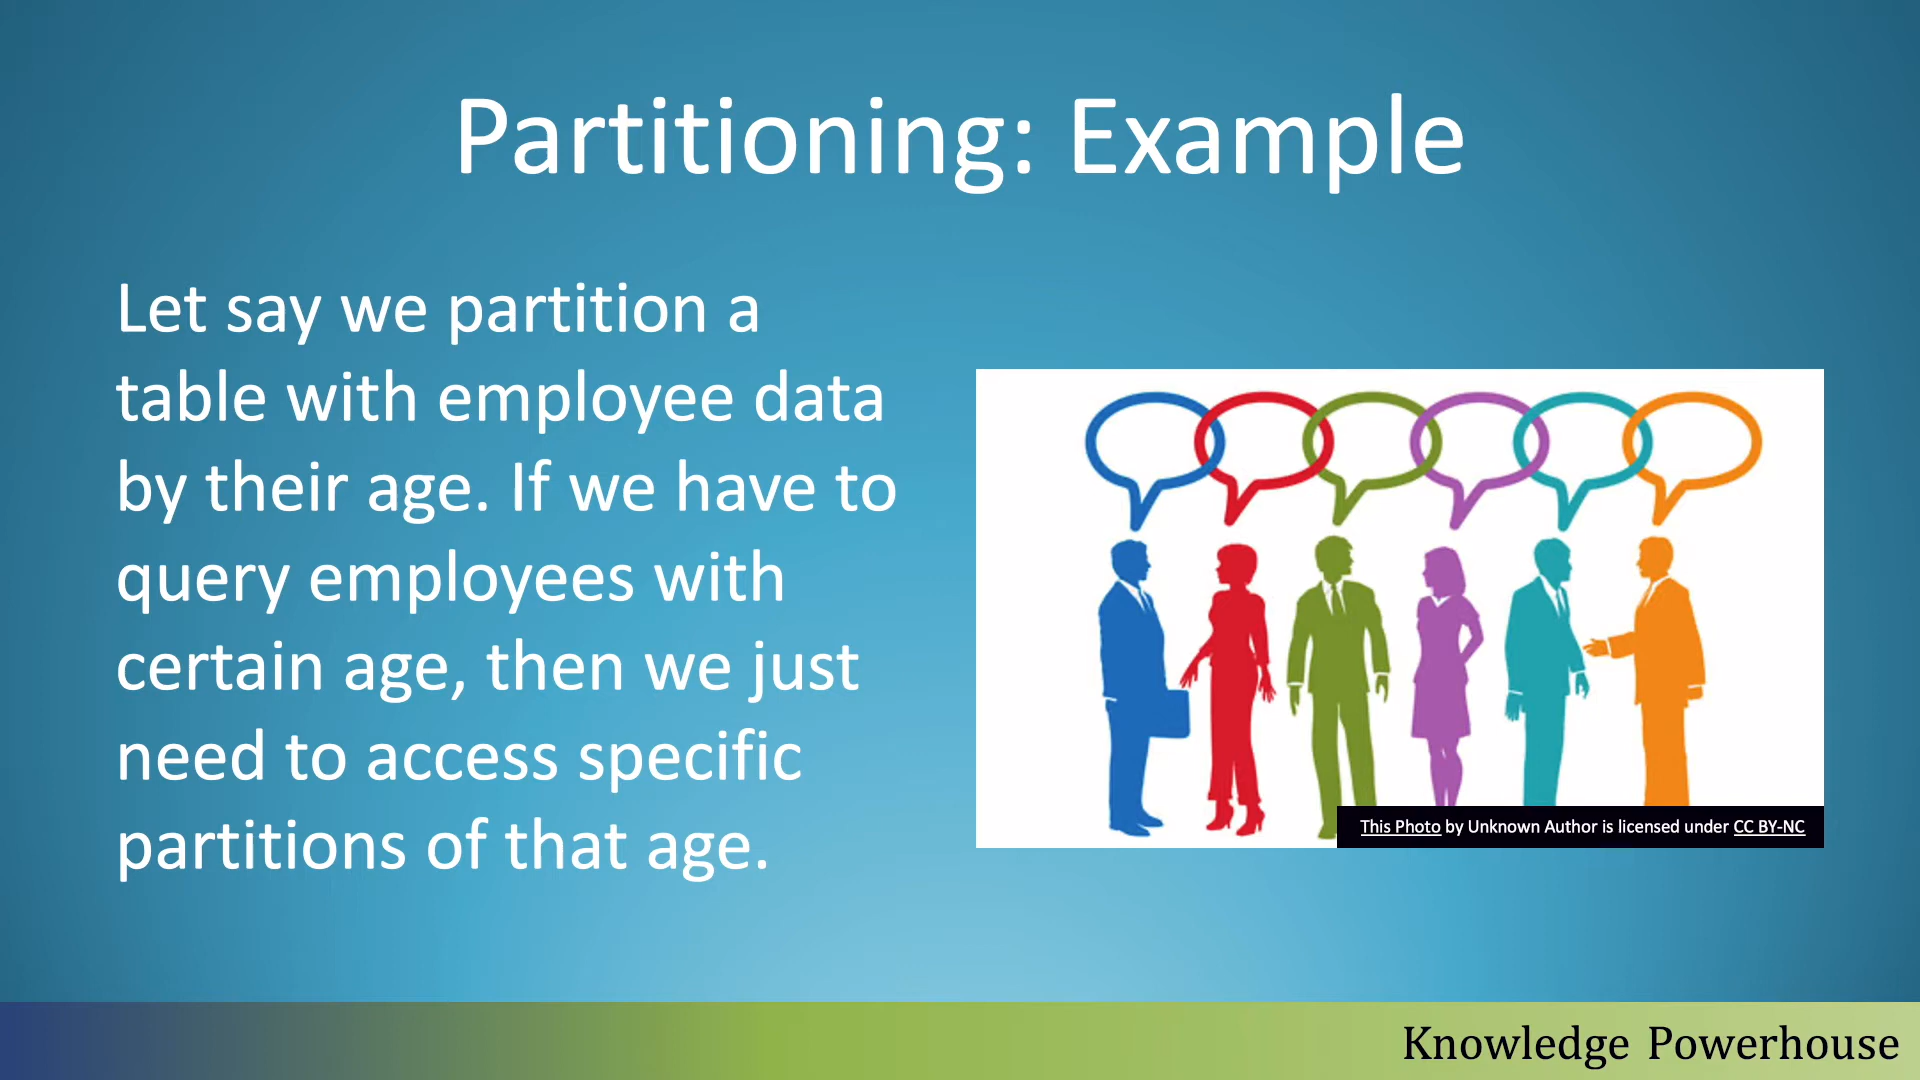 Partitioning: Example
Let say we partition a
table with employee data
by their age. If we have to
query employees with
certain age, then we just
need to access specific
partitions of that age.
This Photo by Unknown Author is licensed under CC BY-NC
Knowledge Powerhouse